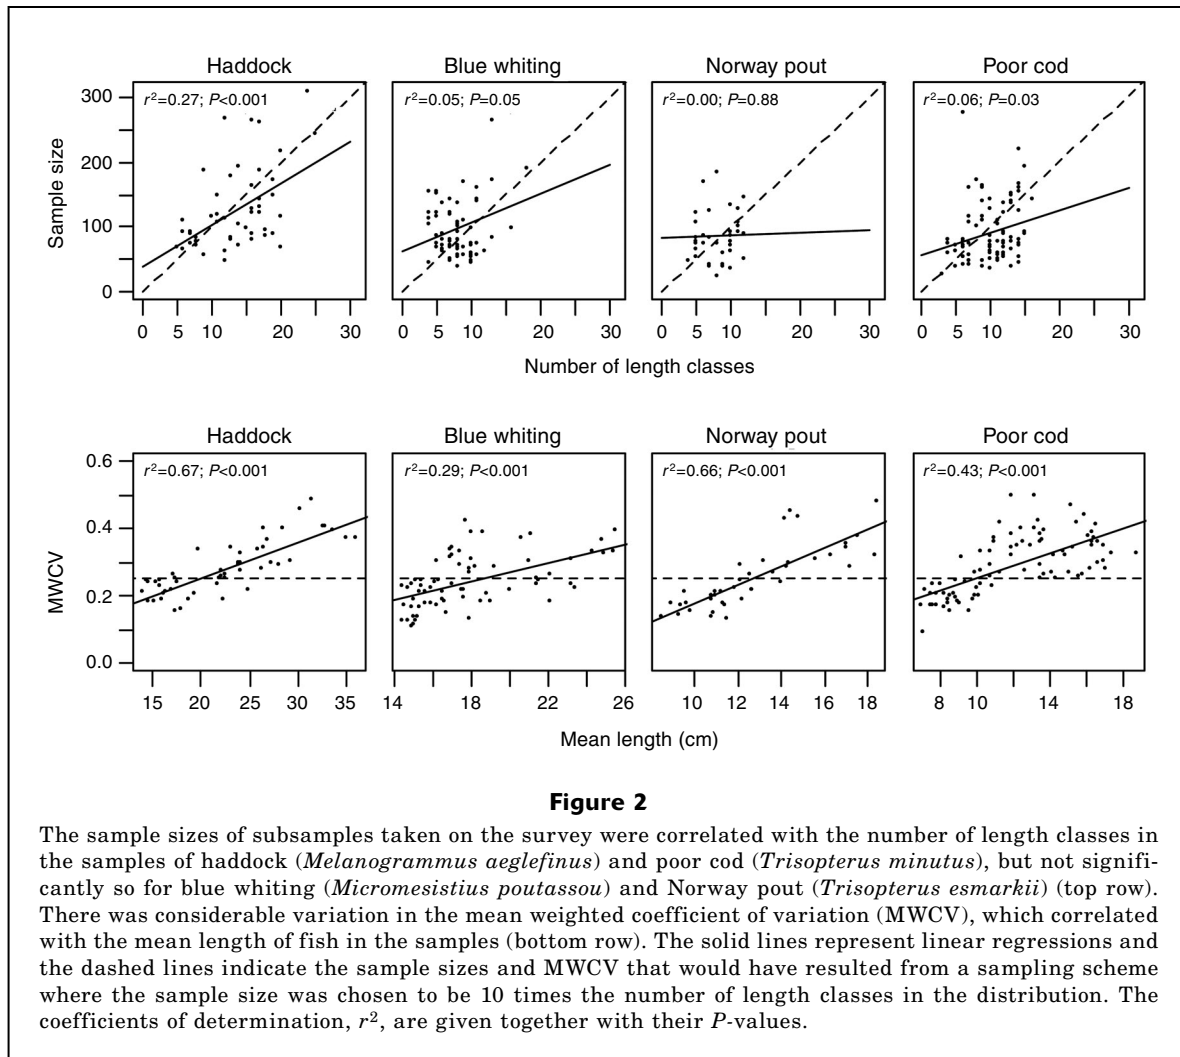 Haddock Blue whiting Norway pout Poor cod
r²=0.27; P<0.001 r²=0.05; P=0.05 r²=0.00; P=0.88 r²=0.06; P=0.03
300
200
100
0
Sample size
0 5 10 20 30 0 5 10 20 30 0 5 10 20 30 0 5 10 20 30
Number of length classes
Haddock Blue whiting Norway pout Poor cod
r²=0.67; P<0.001 r²=0.29; P<0.001 r²=0.66; P<0.001 r²=0.43; P<0.001
0.6
0.4
0.2
0.0
MWCV
15 20 25 30 35 14 16 18 22 26 10 12 14 16 18 8 10 14 18
Mean length (cm)
Figure 2
The sample sizes of subsamples taken on the survey were correlated with the number of length classes in
the samples of haddock (Melanogrammus aeglefinus) and poor cod (Trisopterus minutus), but not signifi-
cantly so for blue whiting (Micromesistius poutassou) and Norway pout (Trisopterus esmarkii) (top row).
There was considerable variation in the mean weighted coefficient of variation (MWCV), which correlated
with the mean length of fish in the samples (bottom row). The solid lines represent linear regressions and
the dashed lines indicate the sample sizes and MWCV that would have resulted from a sampling scheme
where the sample size was chosen to be 10 times the number of length classes in the distribution. The
coefficients of determination, r², are given together with their P-values.